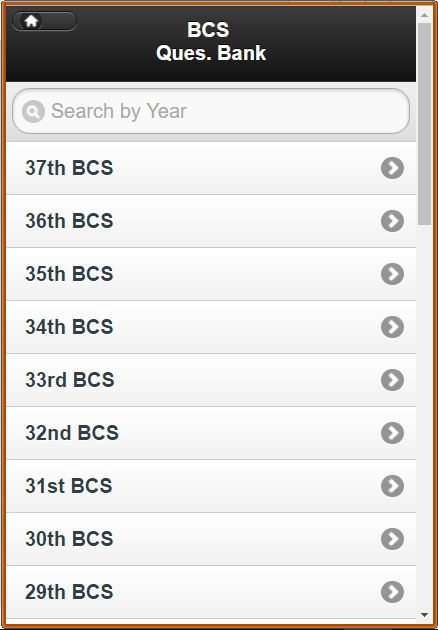 BCS
Ques. Bank
Search by Year
37th BCS
36th BCS
35th BCS
34th BCS
33rd BCS
32nd BCS
31st BCS
30th BCS
29th BCS